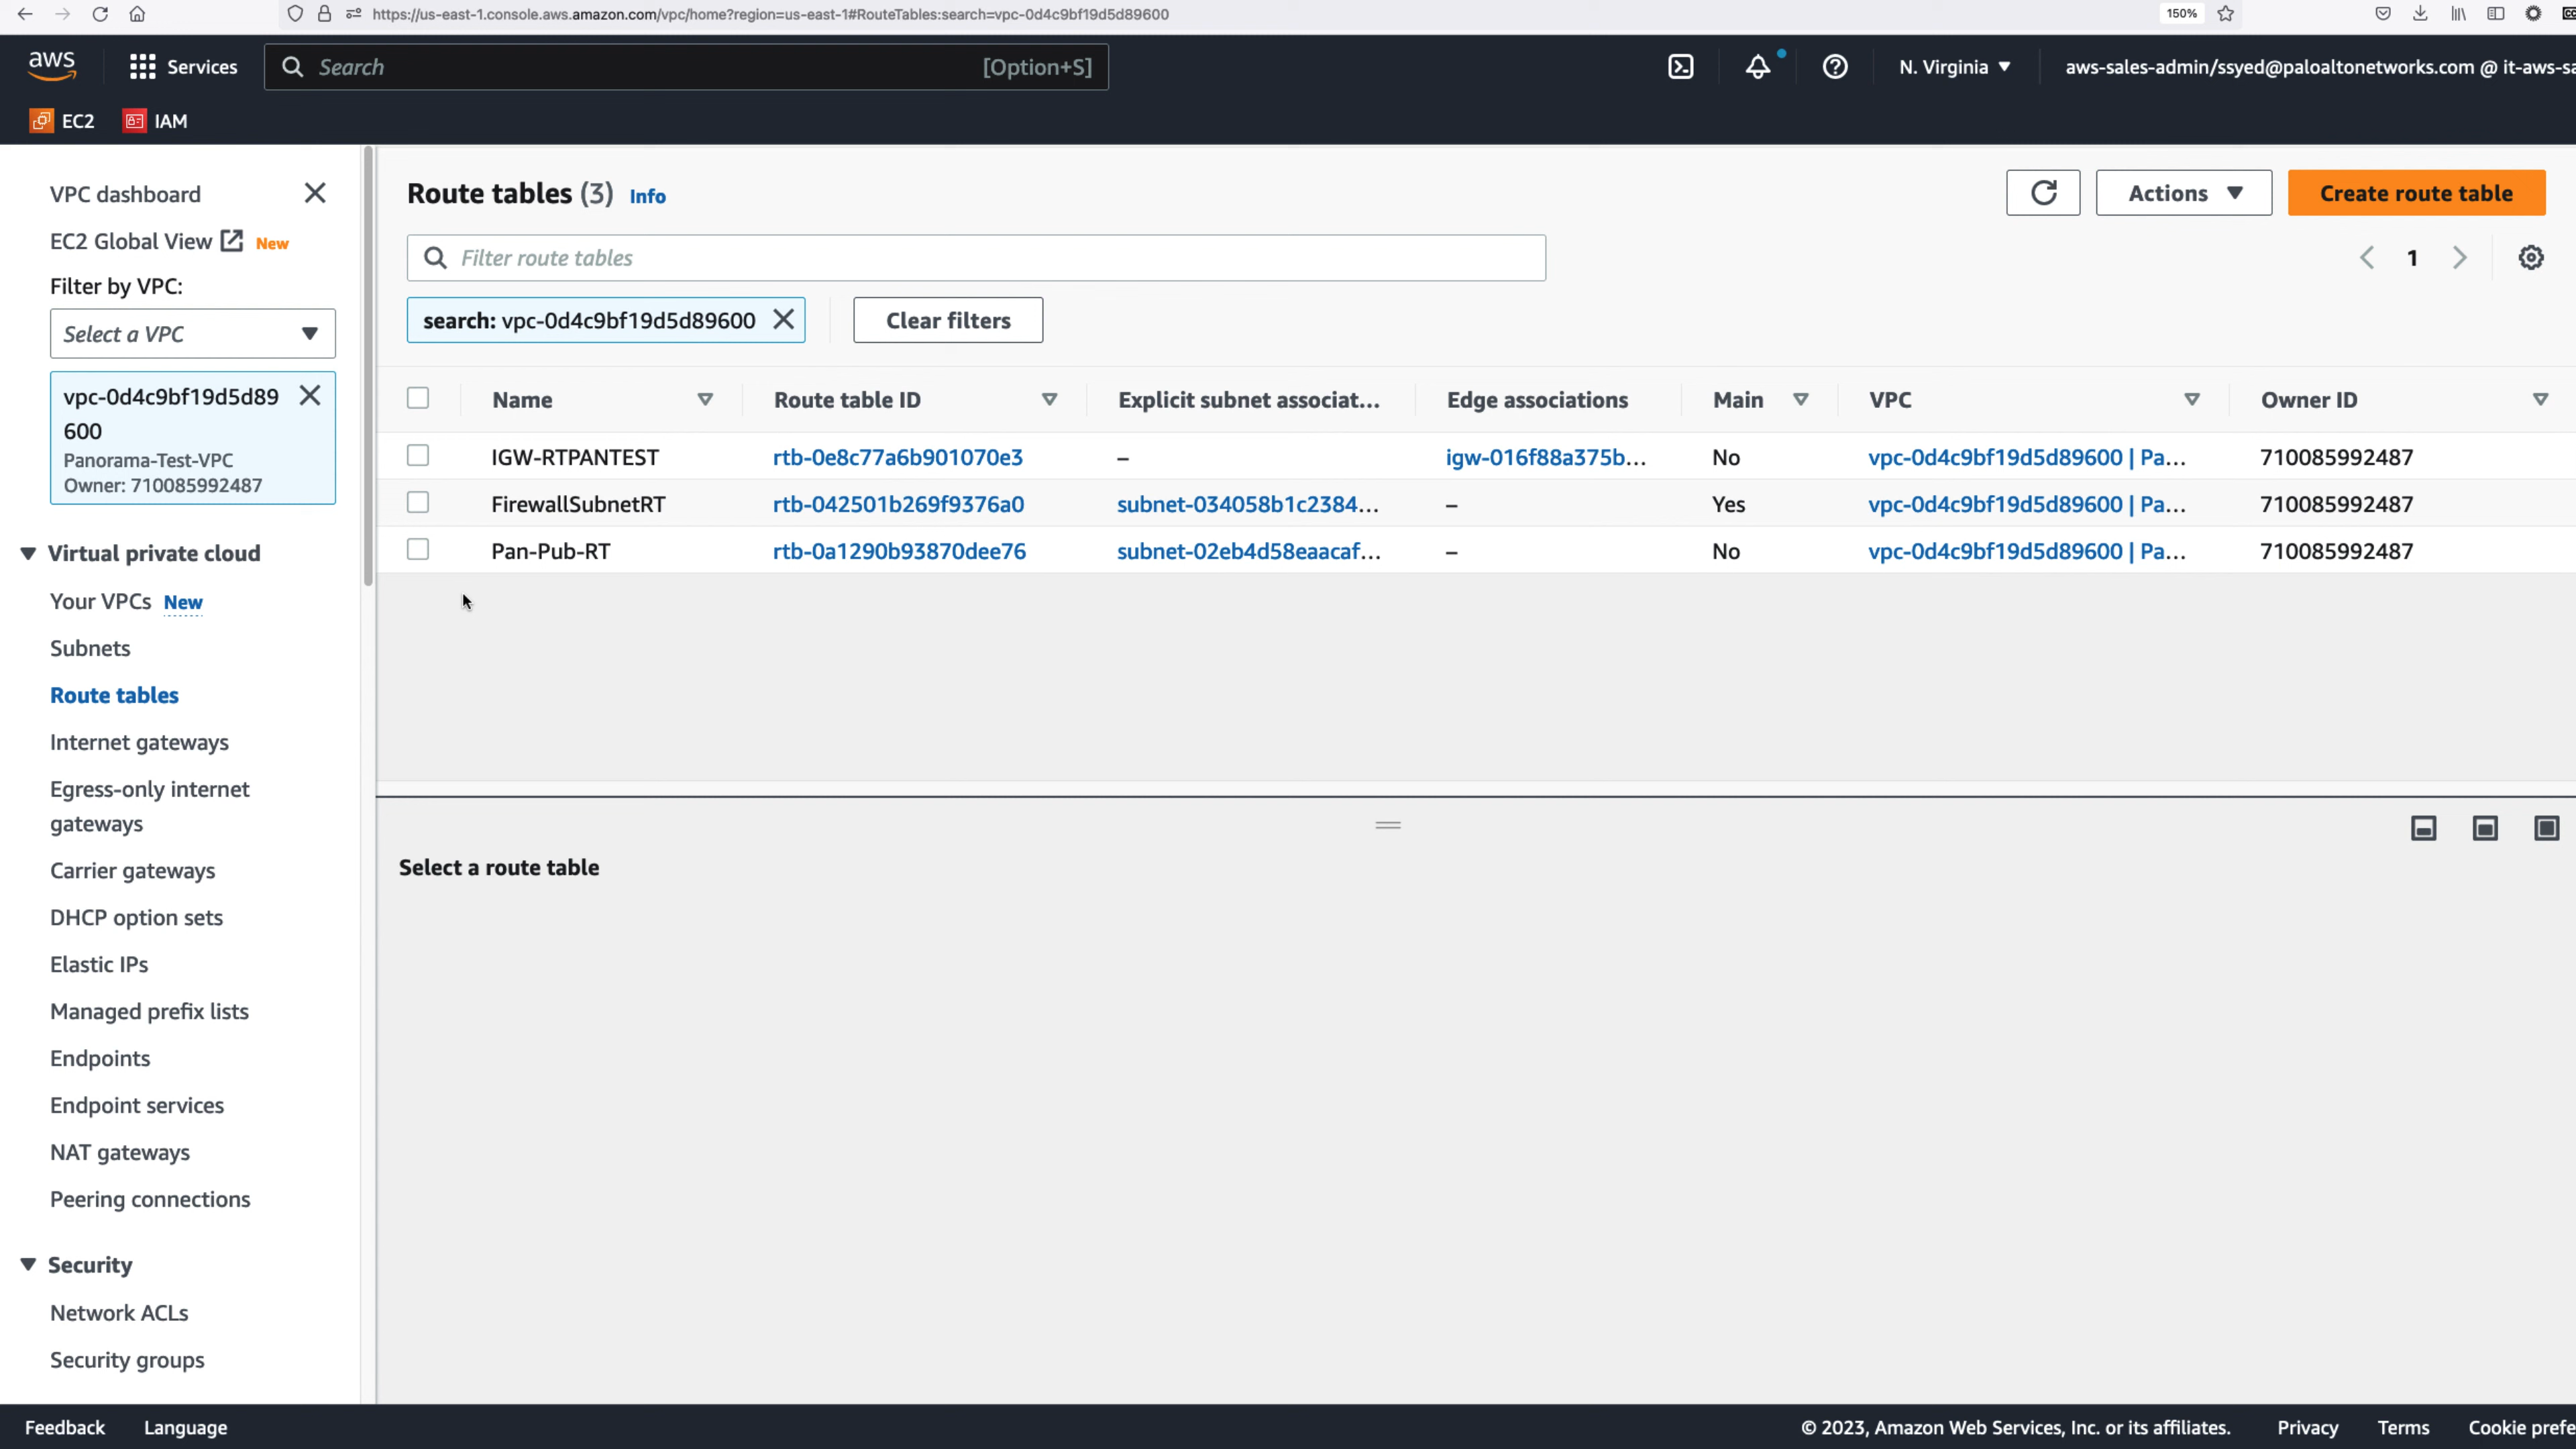 https://us-east-1.console.aws.amazon.com/vpc/home?region=us-east-1#RouteTables:search=vpc-0d4c9bf19d5d89600
150%
aws
Services
Search
[Option+S]
N. Virginia
aws-sales-admin/ssyed@paloaltonetworks.com @ it-aws-sa
EC2
IAM
VPC dashboard
EC2 Global View New
Filter by VPC:
Select a VPC
vpc-0d4c9bf19d5d89
600
Panorama-Test-VPC
Owner: 710085992487
Virtual private cloud
Your VPCs New
Subnets
Route tables
Internet gateways
Egress-only internet
gateways
Carrier gateways
DHCP option sets
Elastic IPs
Managed prefix lists
Endpoints
Endpoint services
NAT gateways
Peering connections
Security
Network ACLs
Security groups
Route tables (3) Info
Actions
Create route table
Filter route tables
1
search: vpc-0d4c9bf19d5d89600
Clear filters
Name Route table ID Explicit subnet associat... Edge associations Main VPC Owner ID
IGW-RTPANTEST rtb-0e8c77a6b901070e3 – igw-016f88a375b... No vpc-0d4c9bf19d5d89600 | Pa... 710085992487
FirewallSubnetRT rtb-042501b269f9376a0 subnet-034058b1c2384... – Yes vpc-0d4c9bf19d5d89600 | Pa... 710085992487
Pan-Pub-RT rtb-0a1290b93870dee76 subnet-02eb4d58eaacaf... – No vpc-0d4c9bf19d5d89600 | Pa... 710085992487
Select a route table
Feedback
Language
© 2023, Amazon Web Services, Inc. or its affiliates.
Privacy
Terms
Cookie prefe